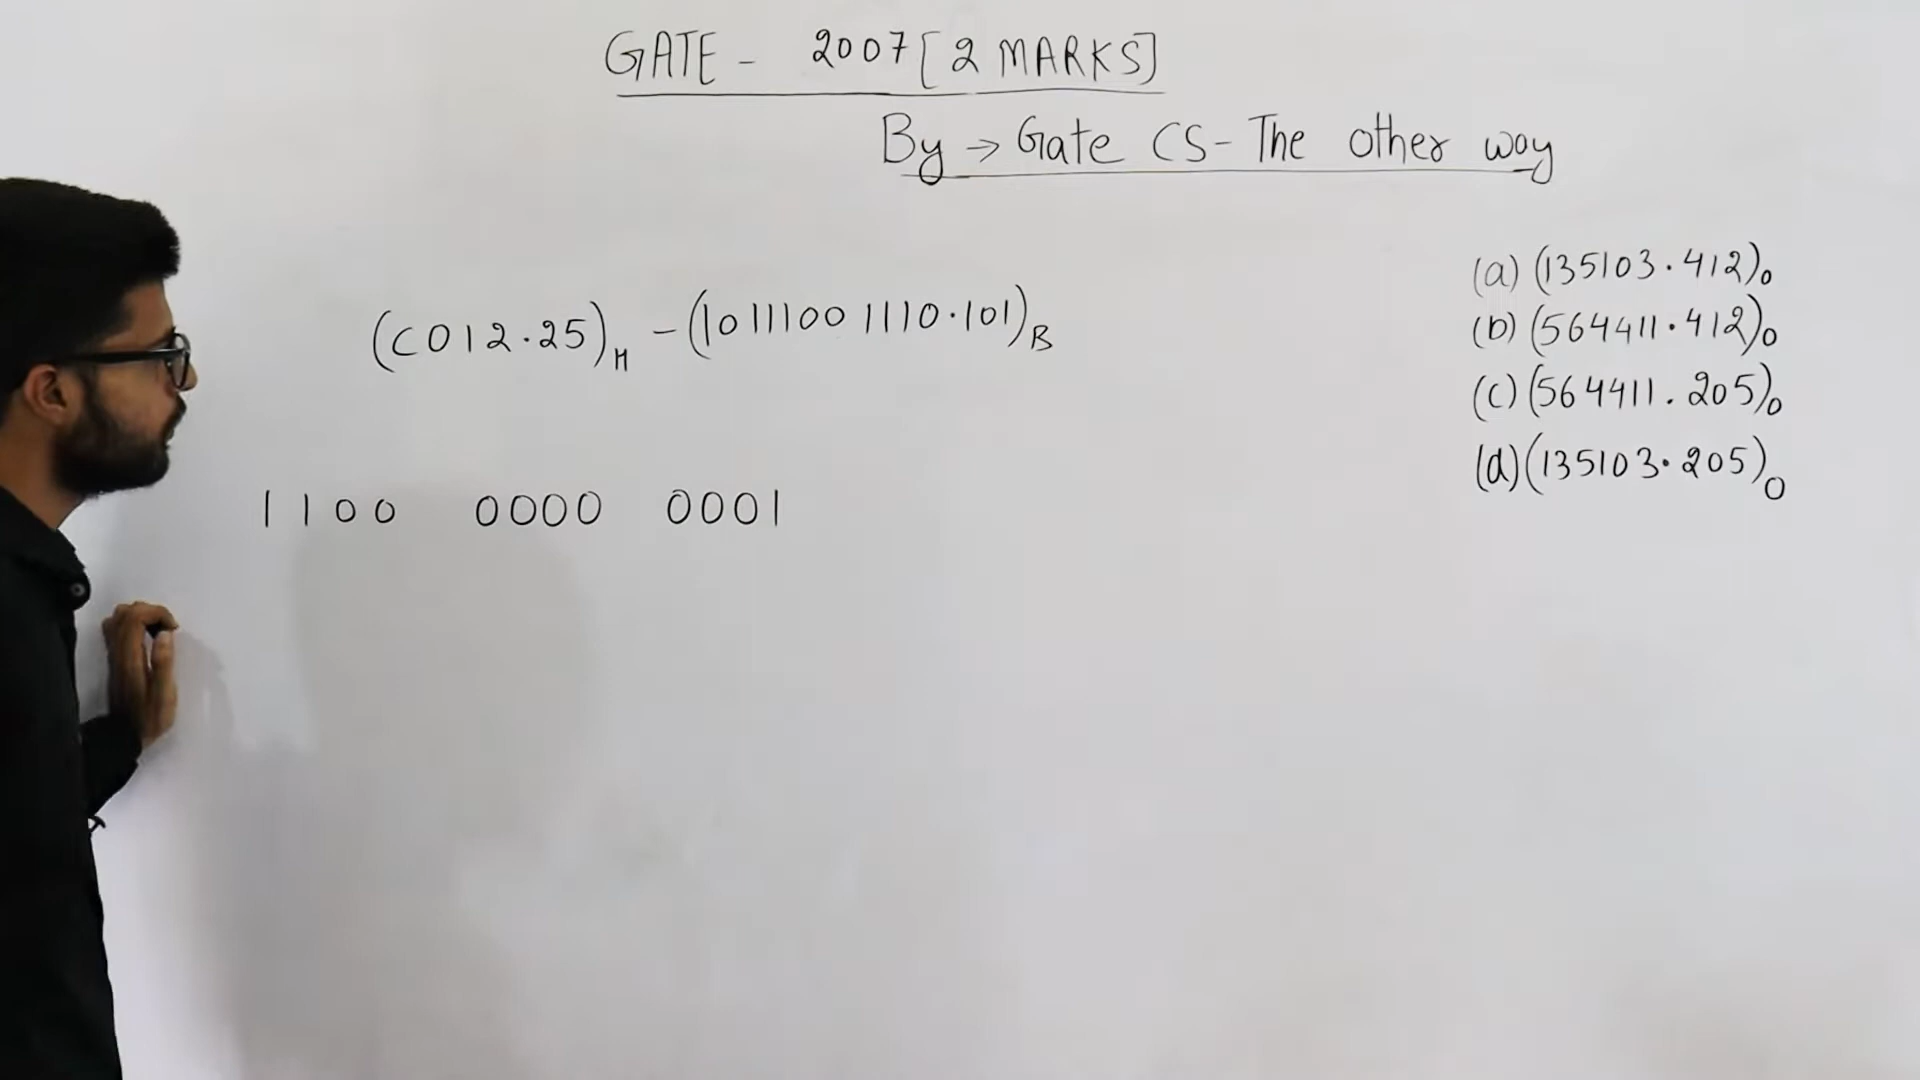 GATE - 2007 [2 MARKS]
By → Gate CS - The other way
(C012.25)H - (10111001110.101)B
(a) (135103.412)o
(b) (564411.412)o
(c) (564411.205)o
(d) (135103.205)o
1100 0000 0001